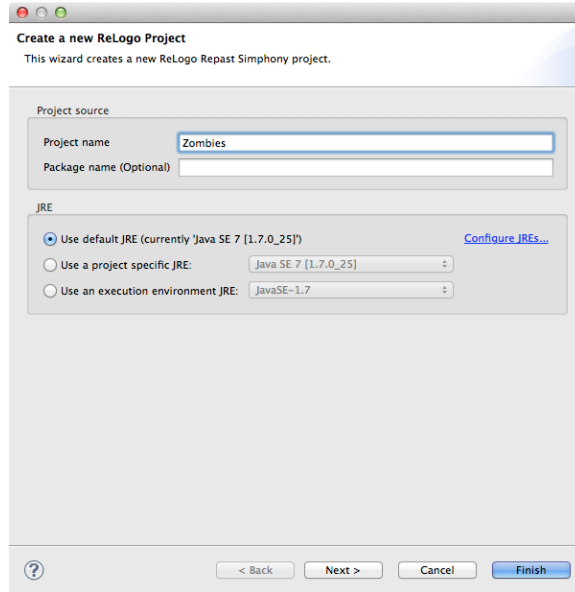 Create a new ReLogo Project
This wizard creates a new ReLogo Repast Simphony project.
Project source
Project name Zombies
Package name (Optional)
JRE
Use default JRE (currently 'Java SE 7 [1.7.0_25]') Configure JREs...
Use a project specific JRE: Java SE 7 [1.7.0_25]
Use an execution environment JRE: JavaSE-1.7
? < Back Next > Cancel Finish